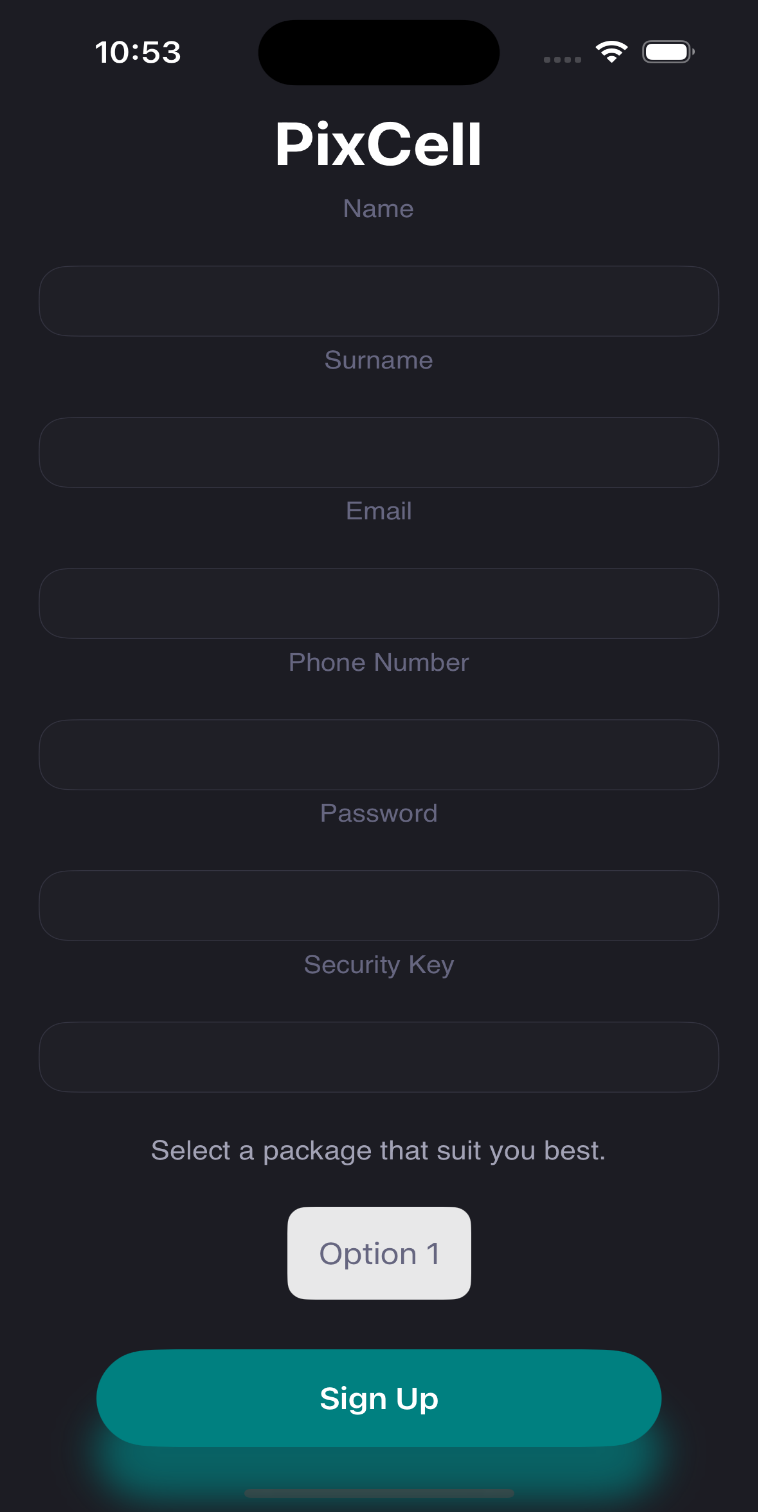 10:53
PixCell
Name
Surname
Email
Phone Number
Password
Security Key
Select a package that suit you best.
Option 1
Sign Up